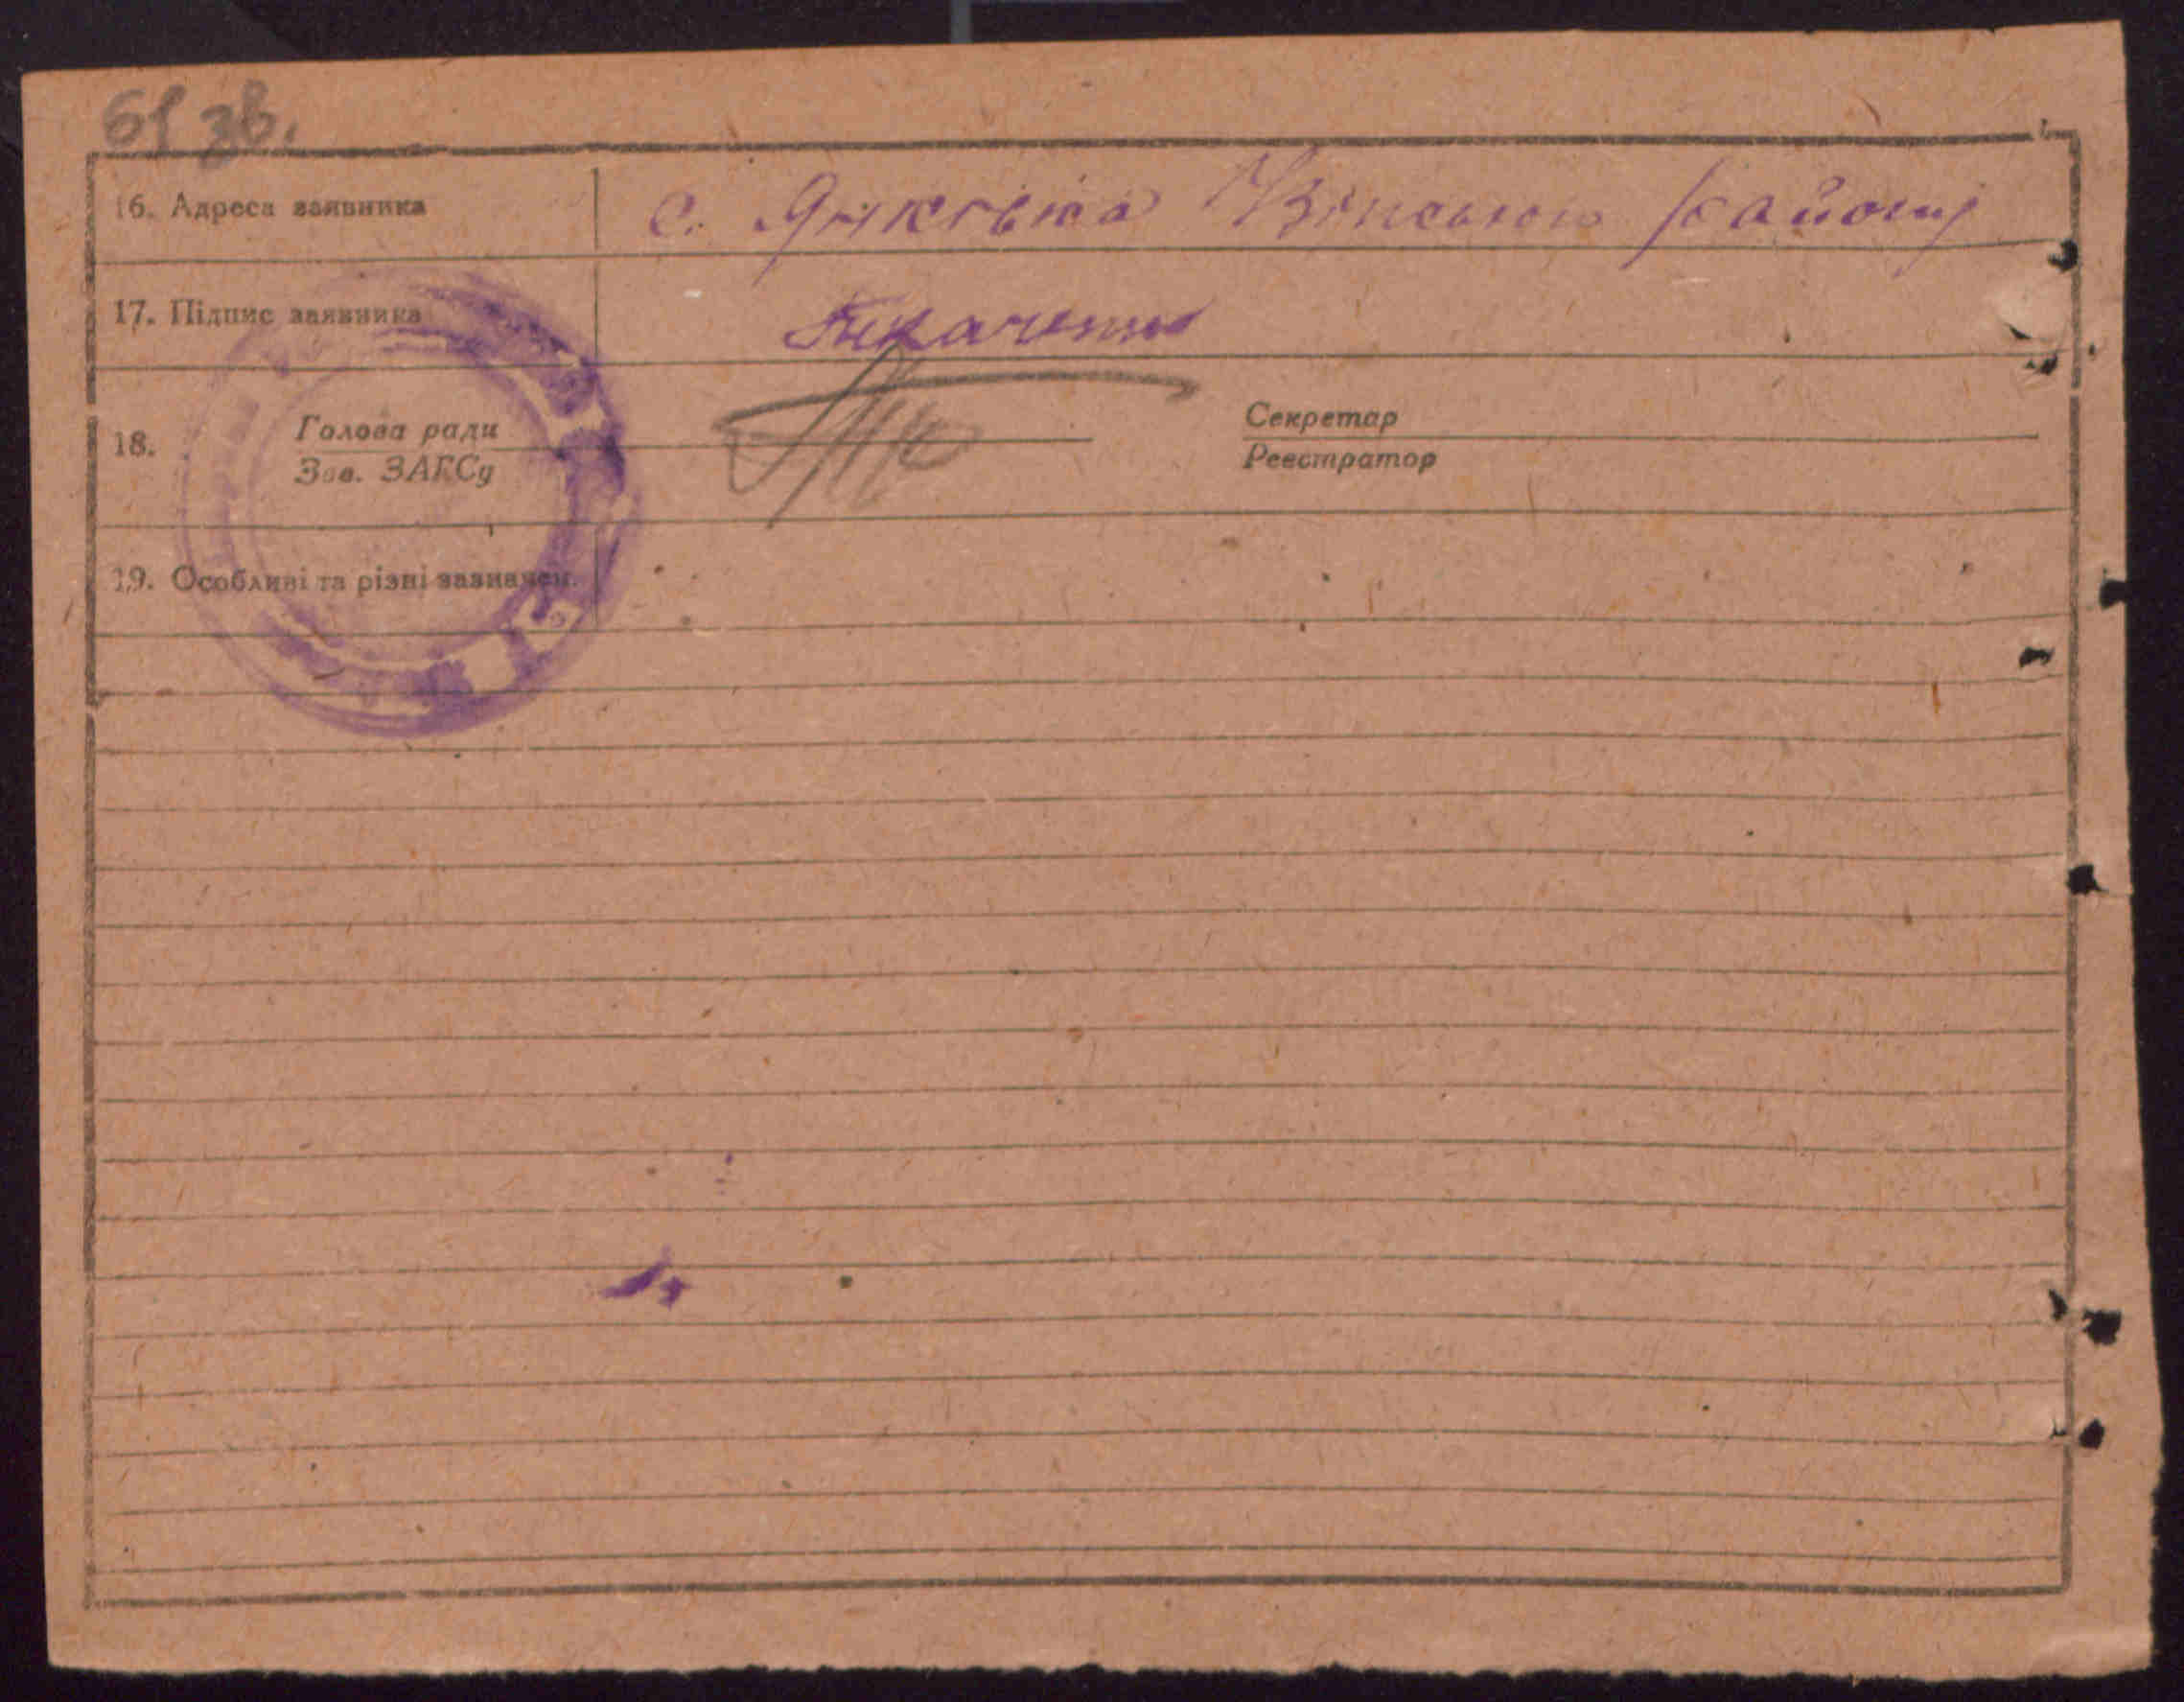 61 зв.
16. Адреса заявника с. району
17. Підпис заявника Ткаченко
18. Голова ради Секретар
Зав. ЗАГСу Реєстратор
19. Особливі та різні зазначен.